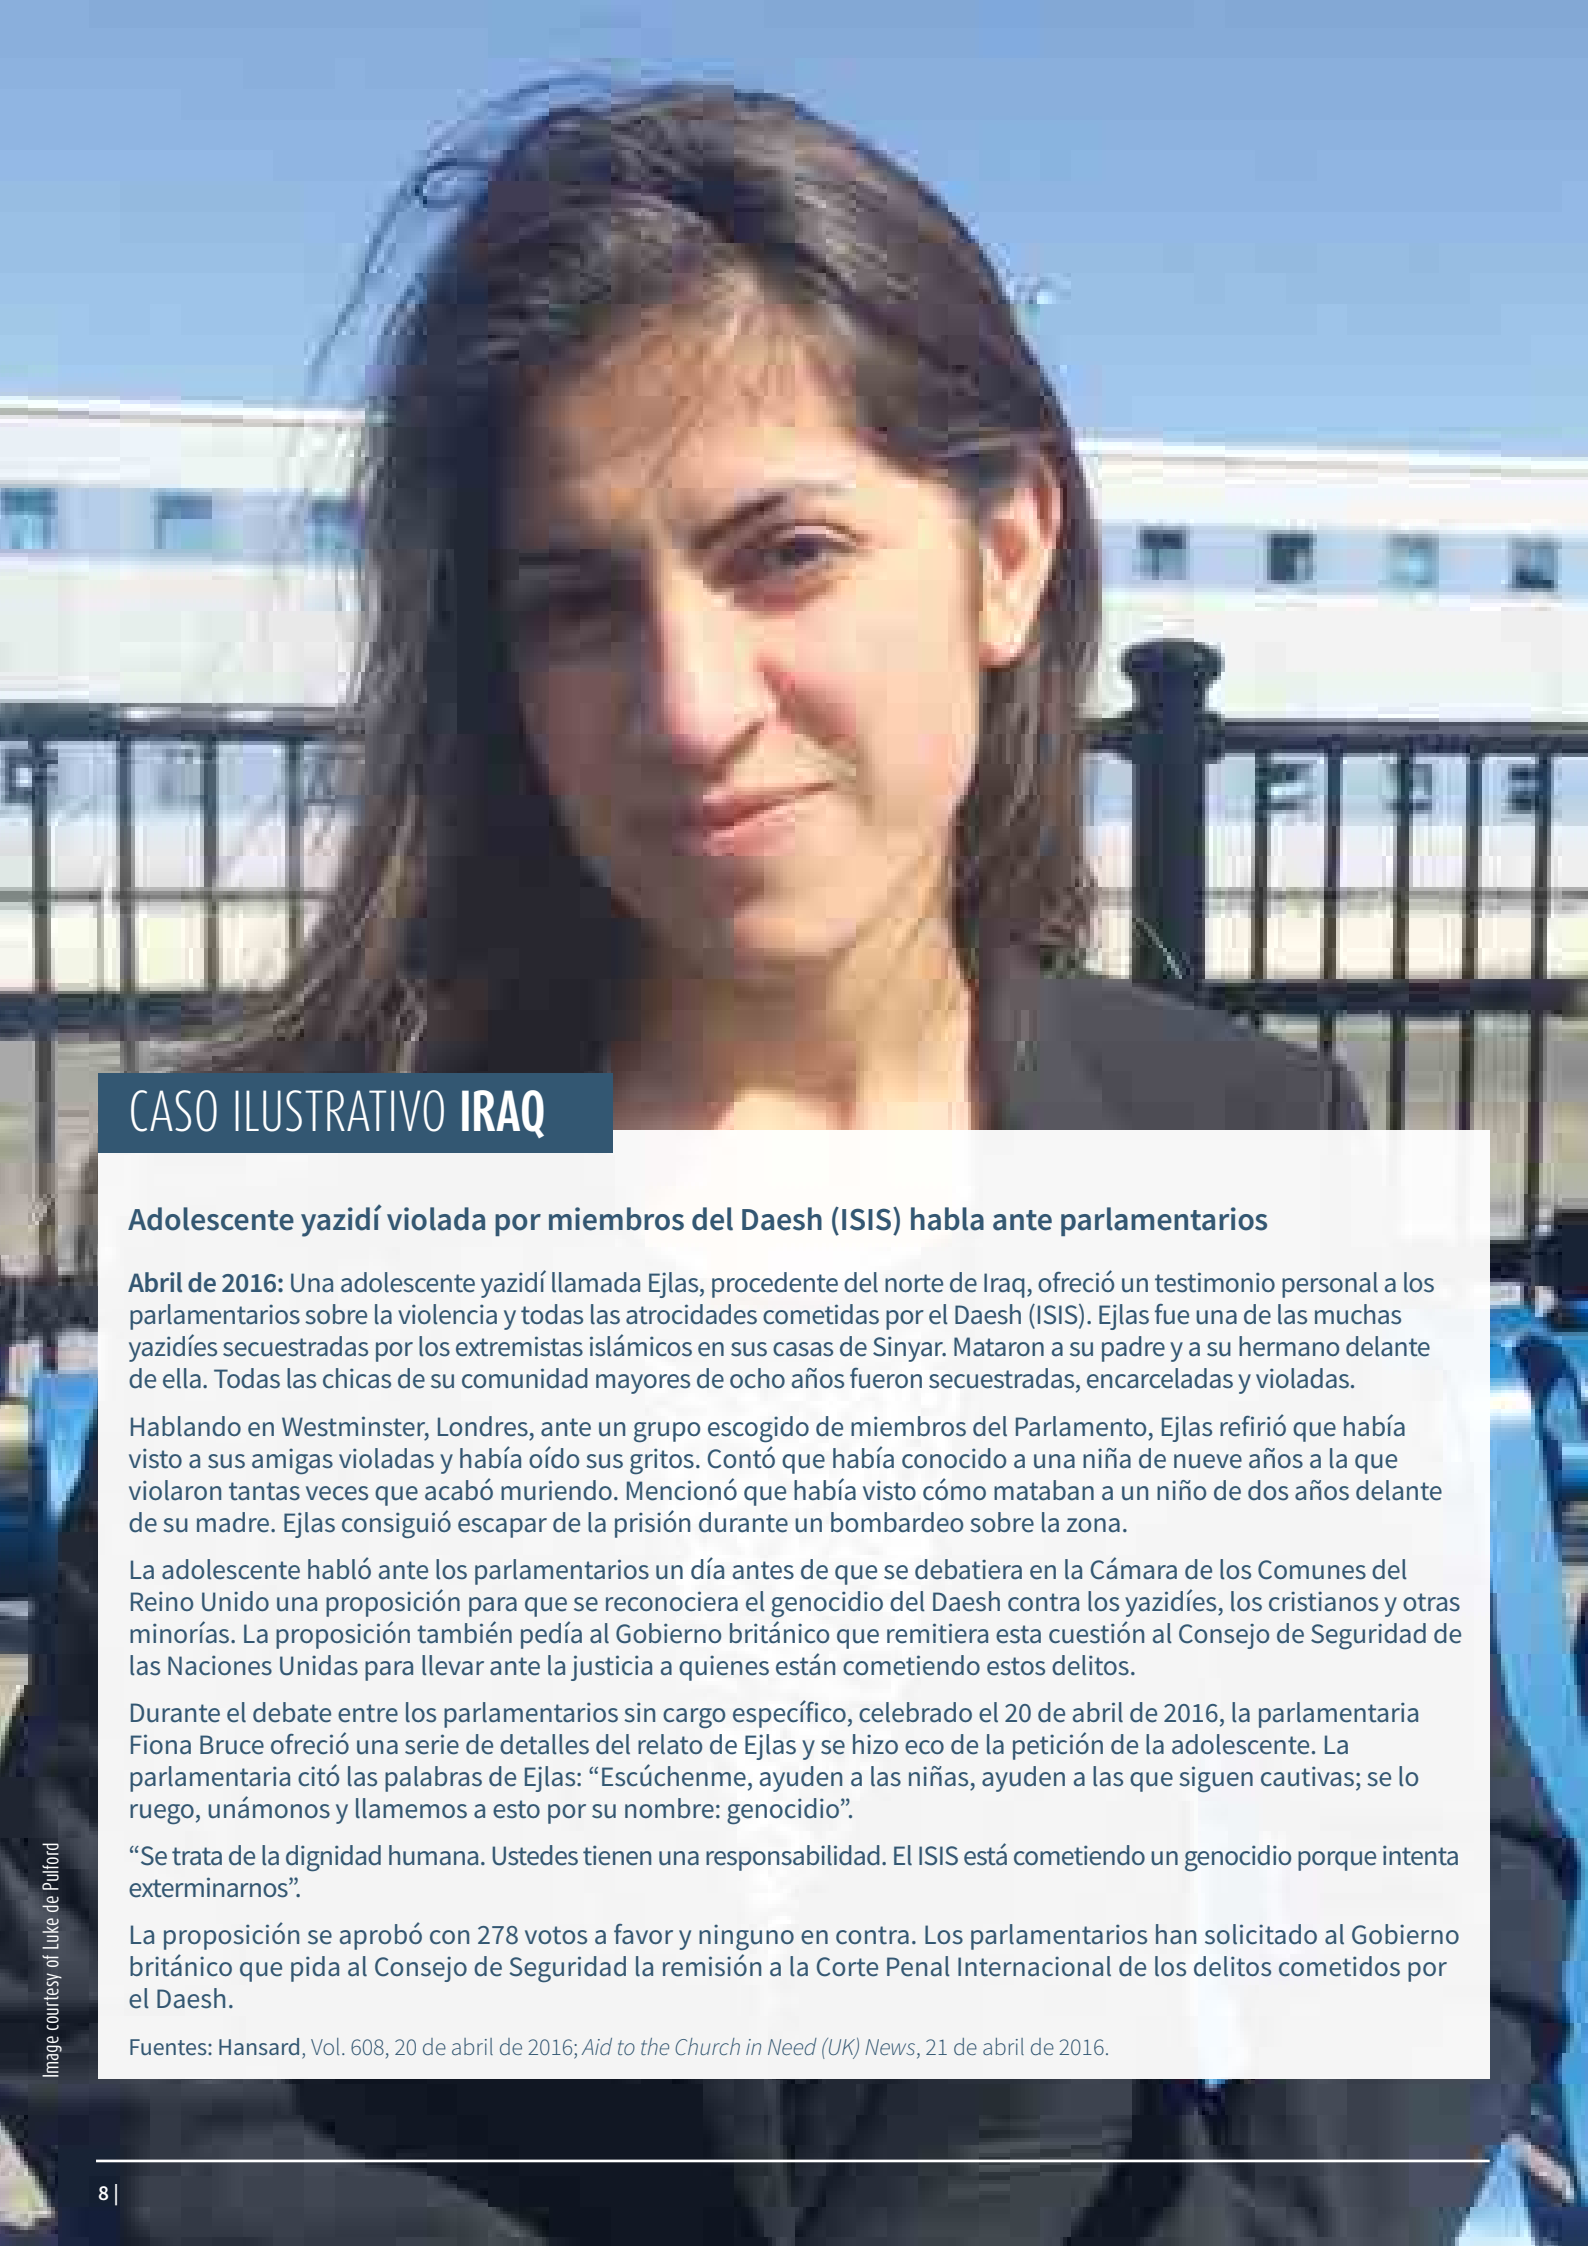 CASO ILUSTRATIVO IRAQ
Adolescente yazidí violada por miembros del Daesh (ISIS) habla ante parlamentarios
Abril de 2016: Una adolescente yazidí llamada Ejlas, procedente del norte de Iraq, ofreció un testimonio personal a los
parlamentarios sobre la violencia y todas las atrocidades cometidas por el Daesh (ISIS). Ejlas fue una de las muchas
yazidíes secuestradas por los extremistas islámicos en sus casas de Sinyar. Mataron a su padre y a su hermano delante
de ella. Todas las chicas de su comunidad mayores de ocho años fueron secuestradas, encarceladas y violadas.
Hablando en Westminster, Londres, ante un grupo escogido de miembros del Parlamento, Ejlas refirió que había
visto a sus amigas violadas y había oído sus gritos. Contó que había conocido a una niña de nueve años a la que
violaron tantas veces que acabó muriendo. Mencionó que había visto cómo mataban a un niño de dos años delante
de su madre. Ejlas consiguió escapar de la prisión durante un bombardeo sobre la zona.
La adolescente habló ante los parlamentarios un día antes de que se debatiera en la Cámara de los Comunes del
Reino Unido una proposición para que se reconociera el genocidio del Daesh contra los yazidíes, los cristianos y otras
minorías. La proposición también pedía al Gobierno británico que remitiera esta cuestión al Consejo de Seguridad de
las Naciones Unidas para llevar ante la justicia a quienes están cometiendo estos delitos.
Durante el debate entre los parlamentarios sin cargo específico, celebrado el 20 de abril de 2016, la parlamentaria
Fiona Bruce ofreció una serie de detalles del relato de Ejlas y se hizo eco de la petición de la adolescente. La
parlamentaria citó las palabras de Ejlas: “Escúchenme, ayuden a las niñas, ayuden a las que siguen cautivas; se lo
ruego, unámonos y llamemos a esto por su nombre: genocidio”.
“Se trata de la dignidad humana. Ustedes tienen una responsabilidad. El ISIS está cometiendo un genocidio porque intenta
exterminarnos”.
La proposición se aprobó con 278 votos a favor y ninguno en contra. Los parlamentarios han solicitado al Gobierno
británico que pida al Consejo de Seguridad la remisión a la Corte Penal Internacional de los delitos cometidos por
el Daesh.
Fuentes: Hansard, Vol. 608, 20 de abril de 2016; Aid to the Church in Need (UK) News, 21 de abril de 2016.
Image courtesy of Luke de Pulford
8 |